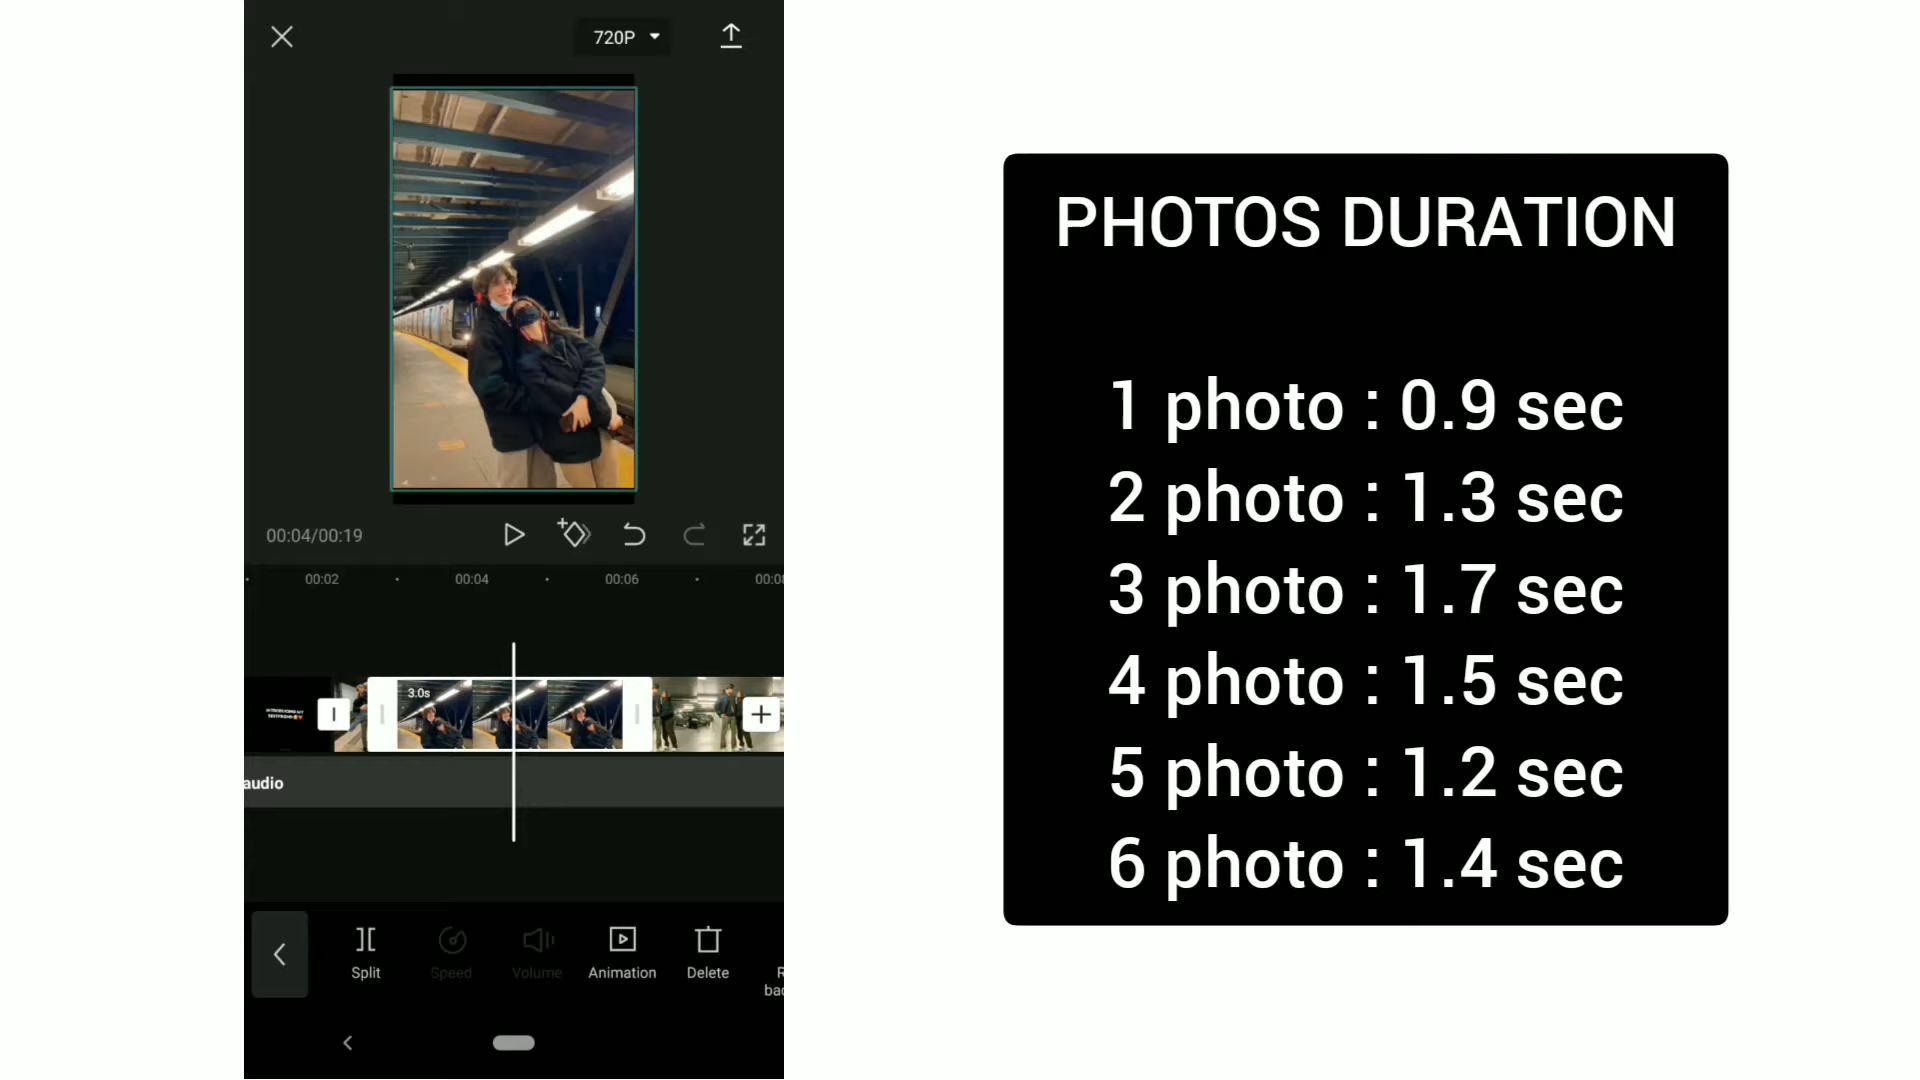 720P
00:04/00:19
00:02
00:04
00:06
3.0s
audio
Split
Speed
Volume
Animation
Delete
PHOTOS DURATION
1 photo : 0.9 sec
2 photo : 1.3 sec
3 photo : 1.7 sec
4 photo : 1.5 sec
5 photo : 1.2 sec
6 photo : 1.4 sec